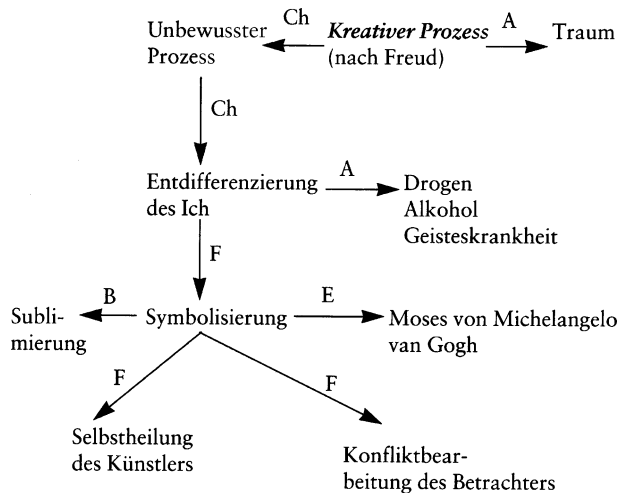 Unbewusster Prozess
Ch
Kreativer Prozess
(nach Freud)
A
Traum
Ch
Entdifferenzierung
des Ich
A
Drogen
Alkohol
Geisteskrankheit
F
Subli-
mierung
B
Symbolisierung
E
Moses von Michelangelo
van Gogh
F
F
Selbstheilung
des Künstlers
Konfliktbear-
beitung des Betrachters